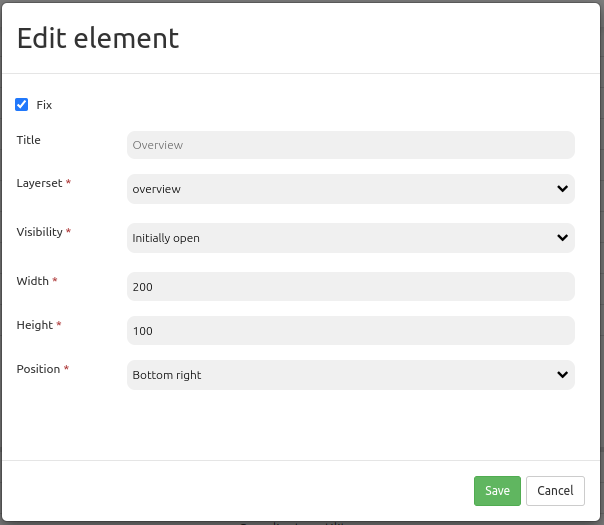 Edit element
Fix
Title
Overview
Layerset *
overview
Visibility *
Initially open
Width *
200
Height *
100
Position *
Bottom right
Save
Cancel